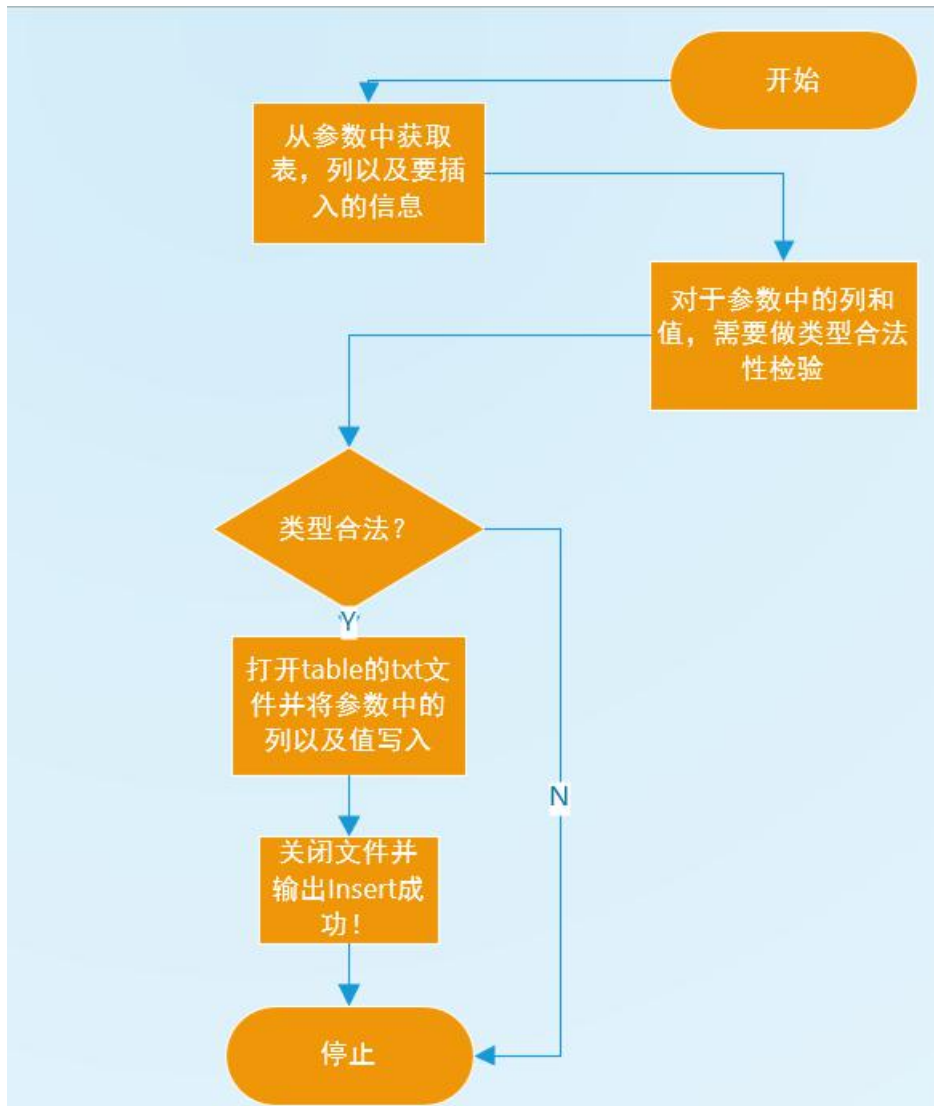 开始
从参数中获取
表，列以及要插
入的信息
对于参数中的列和
值，需要做类型合法
性检验
类型合法？
Y
打开table的txt文
件并将参数中的
列以及值写入
N
关闭文件并
输出Insert成
功！
停止